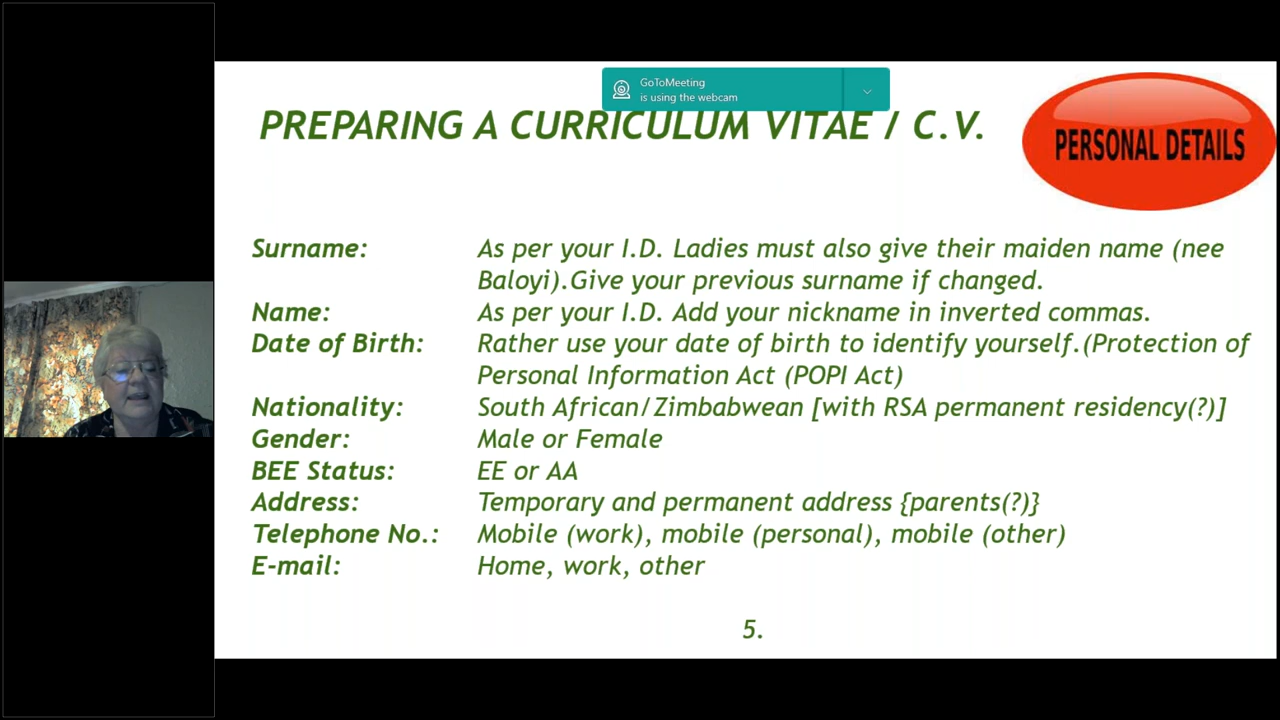 GoToMeeting
is using the webcam
PREPARING A CURRICULUM VITAE / C.V.
PERSONAL DETAILS
Surname: As per your I.D. Ladies must also give their maiden name (nee
Baloyi).Give your previous surname if changed.
Name: As per your I.D. Add your nickname in inverted commas.
Date of Birth: Rather use your date of birth to identify yourself.(Protection of
Personal Information Act (POPI Act)
Nationality: South African/Zimbabwean [with RSA permanent residency(?)]
Gender: Male or Female
BEE Status: EE or AA
Address: Temporary and permanent address {parents(?)}
Telephone No.: Mobile (work), mobile (personal), mobile (other)
E-mail: Home, work, other
5.